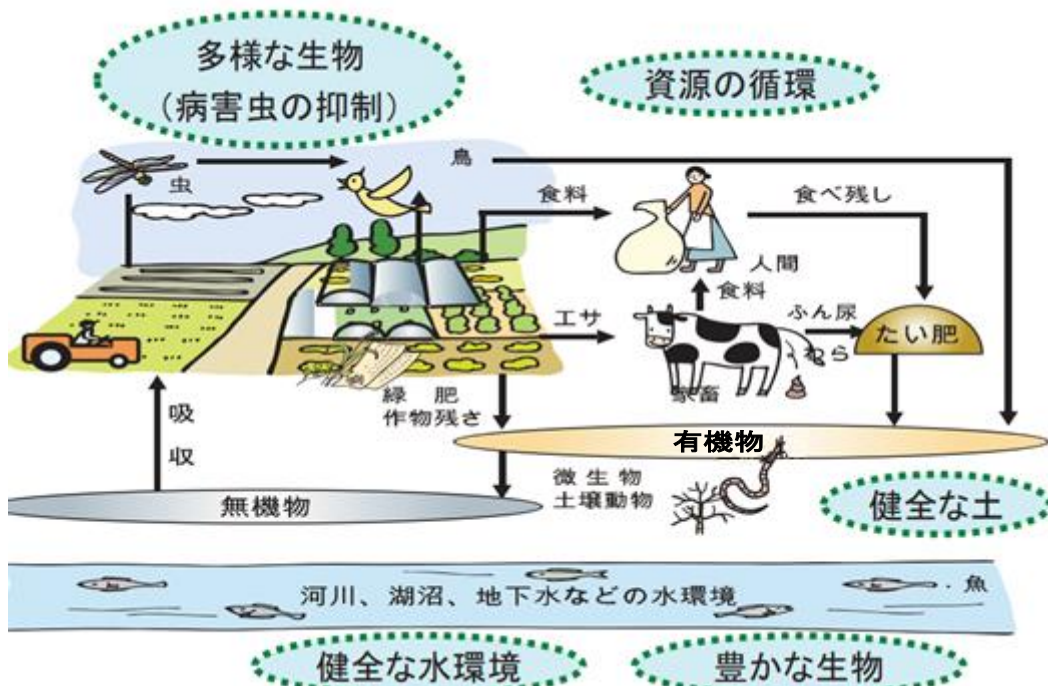 多様な生物
（病害虫の抑制）
資源の循環
虫
鳥
食料
食べ残し
人間
食料
エサ
ふん尿
わら
たい肥
家畜
緑肥
作物残さ
吸収
有機物
微生物
土壌動物
無機物
健全な土
河川、湖沼、地下水などの水環境
・魚
健全な水環境
豊かな生物